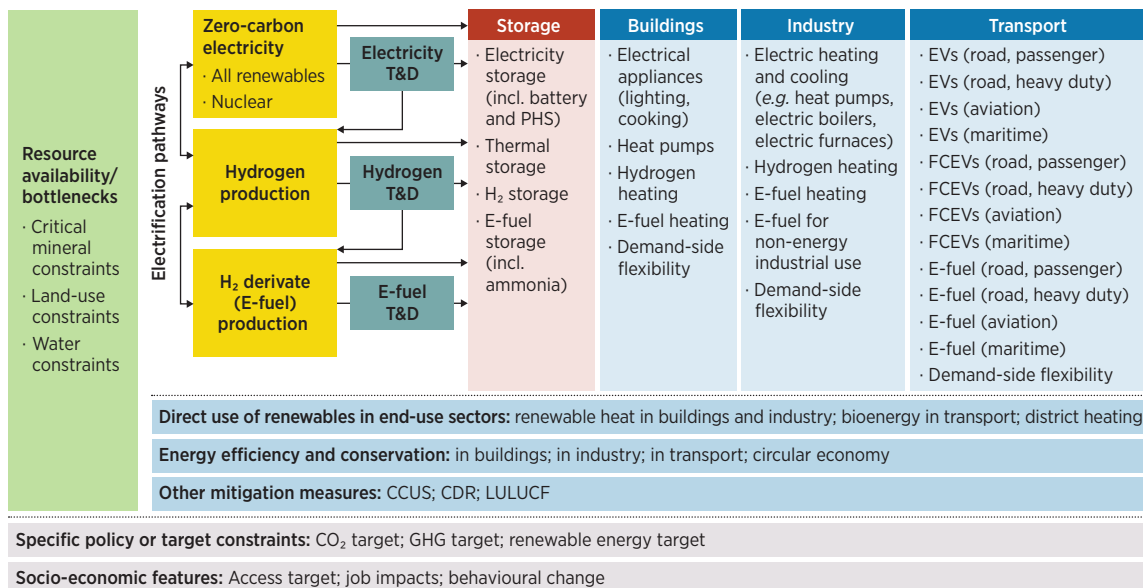 Resource
availability/
bottlenecks
· Critical
mineral
constraints
· Land-use
constraints
· Water
constraints
Electrification pathways
Zero-carbon
electricity
· All renewables
· Nuclear
Electricity
T&D
Hydrogen
production
Hydrogen
T&D
H₂ derivate
(E-fuel)
production
E-fuel
T&D
Storage
· Electricity
storage
(incl. battery
and PHS)
· Thermal
storage
· H₂ storage
· E-fuel
storage
(incl.
ammonia)
Buildings
· Electrical
appliances
(lighting,
cooking)
· Heat pumps
· Hydrogen
heating
· E-fuel heating
· Demand-side
flexibility
Industry
· Electric heating
and cooling
(e.g. heat pumps,
electric boilers,
electric furnaces)
· Hydrogen heating
· E-fuel heating
· E-fuel for
non-energy
industrial use
· Demand-side
flexibility
Transport
· EVs (road, passenger)
· EVs (road, heavy duty)
· EVs (aviation)
· EVs (maritime)
· FCEVs (road, passenger)
· FCEVs (road, heavy duty)
· FCEVs (aviation)
· FCEVs (maritime)
· E-fuel (road, passenger)
· E-fuel (road, heavy duty)
· E-fuel (aviation)
· E-fuel (maritime)
· Demand-side flexibility
Direct use of renewables in end-use sectors: renewable heat in buildings and industry; bioenergy in transport; district heating
Energy efficiency and conservation: in buildings; in industry; in transport; circular economy
Other mitigation measures: CCUS; CDR; LULUCF
Specific policy or target constraints: CO₂ target; GHG target; renewable energy target
Socio-economic features: Access target; job impacts; behavioural change